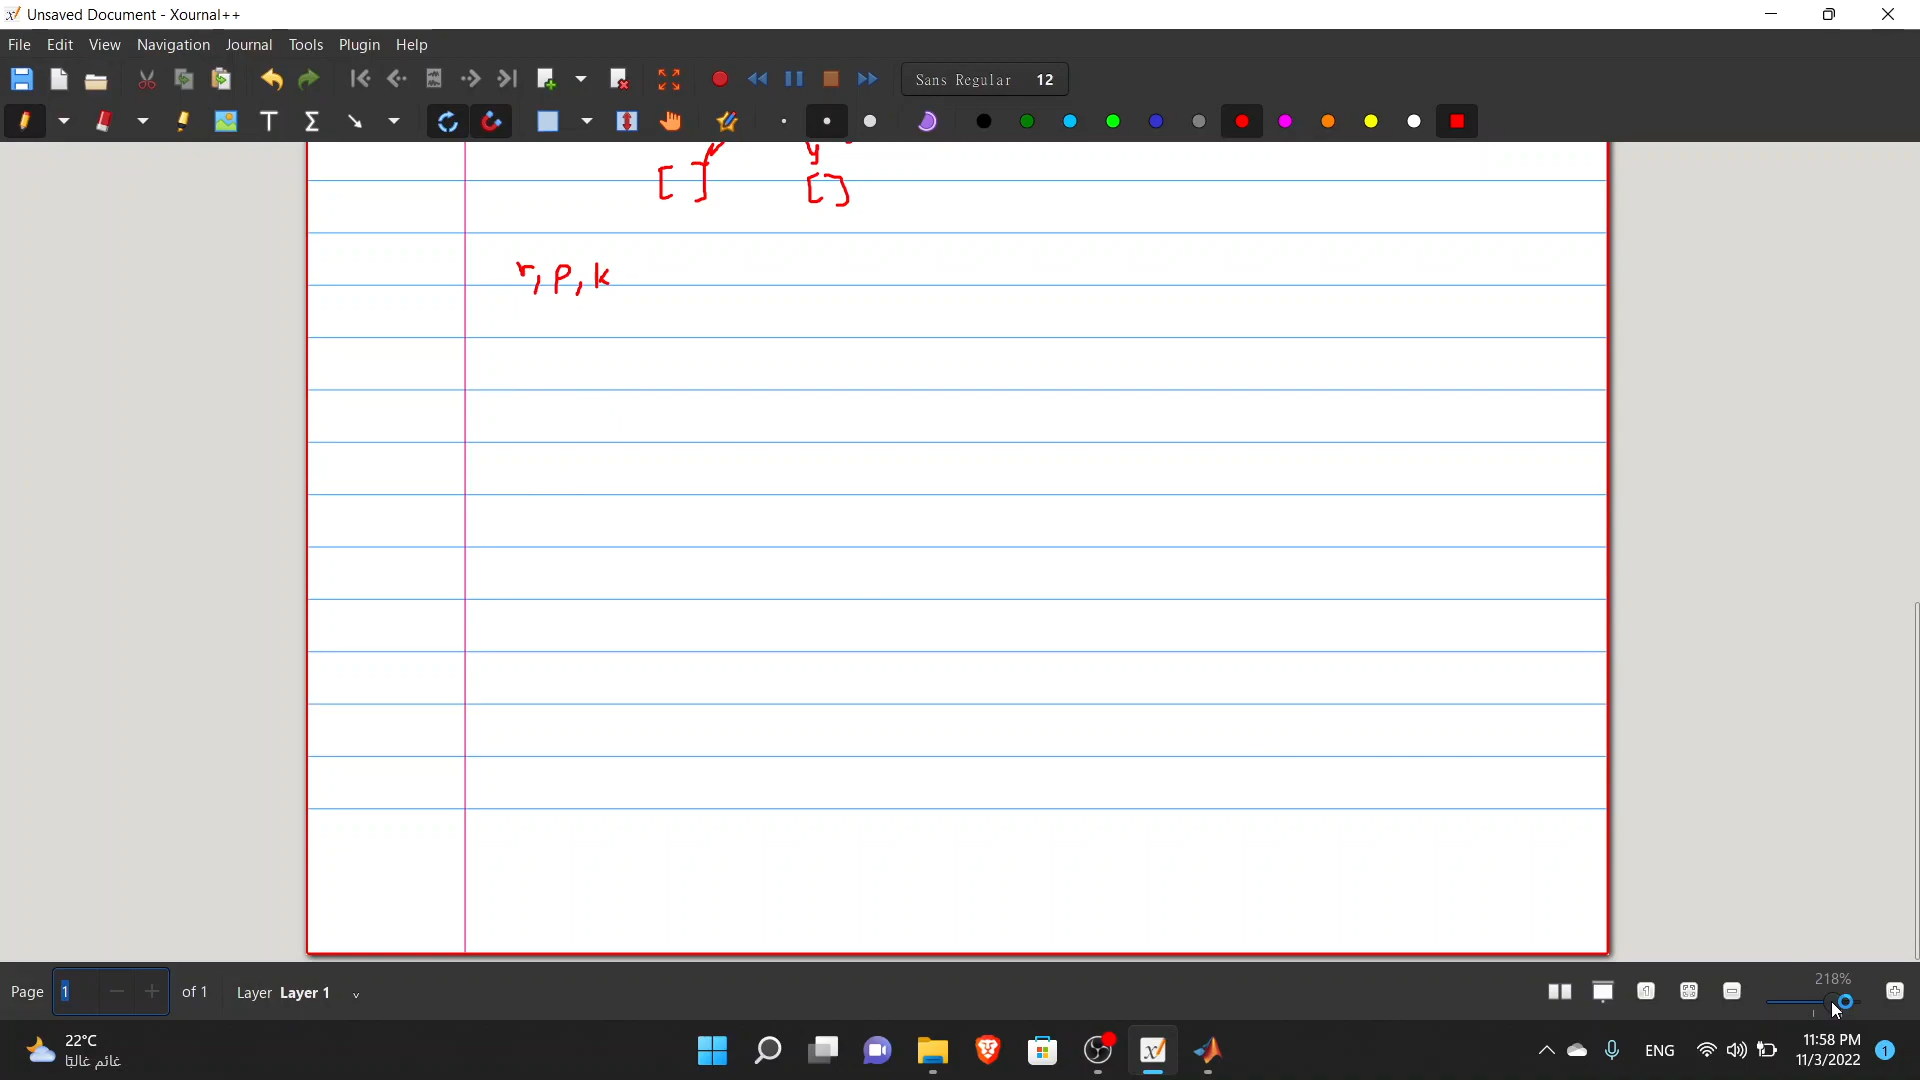 Unsaved Document - Xournal++
File Edit View Navigation Journal Tools Plugin Help
Sans Regular 12
[ ] y [ ]
r, p, k
218%
Page 1 of 1 Layer Layer 1
22°C
غائم غالبًا
ENG
11:58 PM
11/3/2022
1